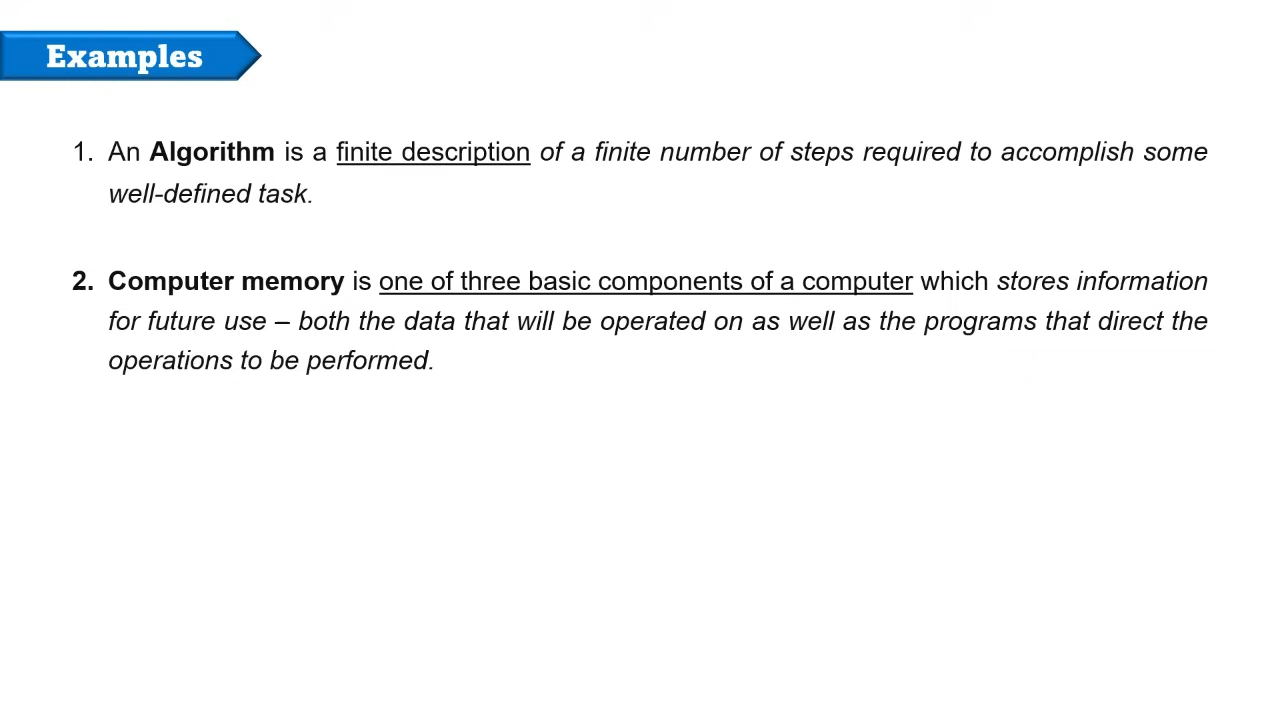 Examples
1. An Algorithm is a finite description of a finite number of steps required to accomplish some
well-defined task.
2. Computer memory is one of three basic components of a computer which stores information
for future use – both the data that will be operated on as well as the programs that direct the
operations to be performed.